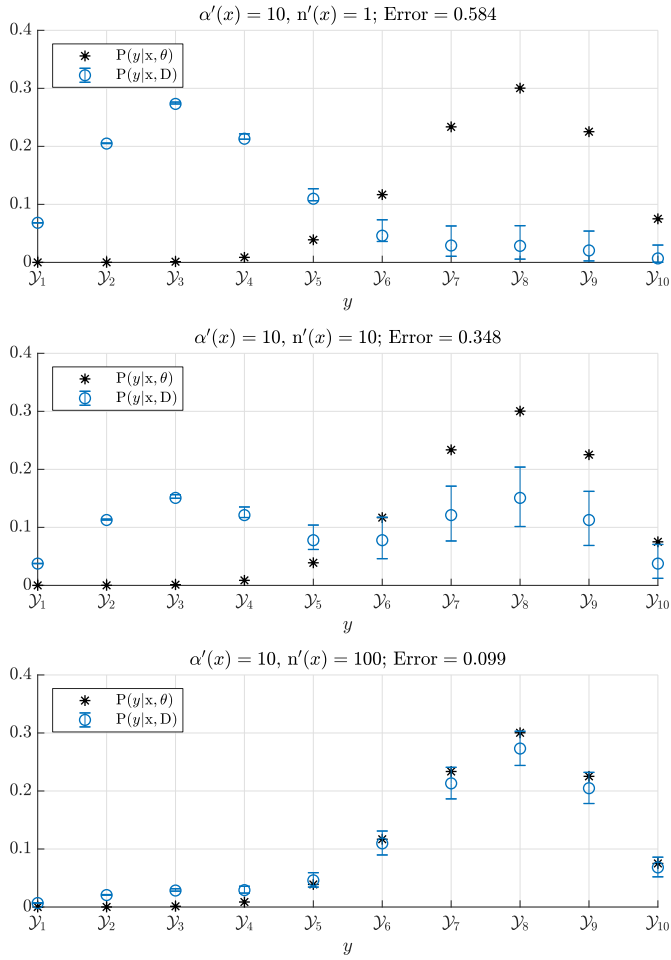 α′(x) = 10, n′(x) = 1; Error = 0.584
0.4
P(y|x, θ)
P(y|x, D)
0.3
0.2
0.1
0
𝒴₁ 𝒴₂ 𝒴₃ 𝒴₄ 𝒴₅ 𝒴₆ 𝒴₇ 𝒴₈ 𝒴₉ 𝒴₁₀
y
α′(x) = 10, n′(x) = 10; Error = 0.348
0.4
P(y|x, θ)
P(y|x, D)
0.3
0.2
0.1
0
𝒴₁ 𝒴₂ 𝒴₃ 𝒴₄ 𝒴₅ 𝒴₆ 𝒴₇ 𝒴₈ 𝒴₉ 𝒴₁₀
y
α′(x) = 10, n′(x) = 100; Error = 0.099
0.4
P(y|x, θ)
P(y|x, D)
0.3
0.2
0.1
0
𝒴₁ 𝒴₂ 𝒴₃ 𝒴₄ 𝒴₅ 𝒴₆ 𝒴₇ 𝒴₈ 𝒴₉ 𝒴₁₀
y